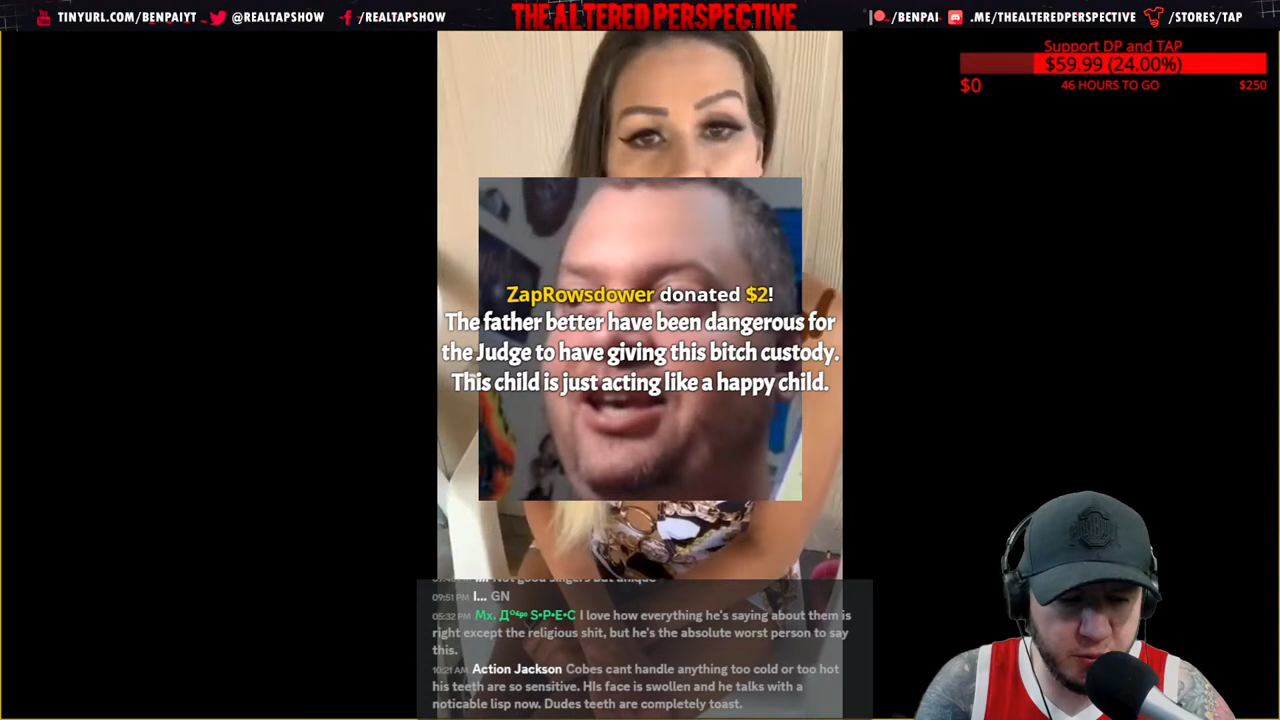 TINYURL.COM/BENPAIYT @REALTAPSHOW /REALTAPSHOW THE ALTERED PERSPECTIVE /BENPAI .ME/THEALTEREDPERSPECTIVE /STORES/TAP
Support DP and TAP
$59.99 (24.00%)
$0 46 HOURS TO GO $250
ZapRowsdower donated $2!
The father better have been dangerous for
the Judge to have giving this bitch custody.
This child is just acting like a happy child.
Not good singers but unique
09:51 PM I... GN
05:32 PM Mx. Д S•P•E•C I love how everything he's saying about them is
right except the religious shit, but he's the absolute worst person to say
this.
10:21 AM Action Jackson Cobes cant handle anything too cold or too hot
his teeth are so sensitive. HIs face is swollen and he talks with a
noticable lisp now. Dudes teeth are completely toast.